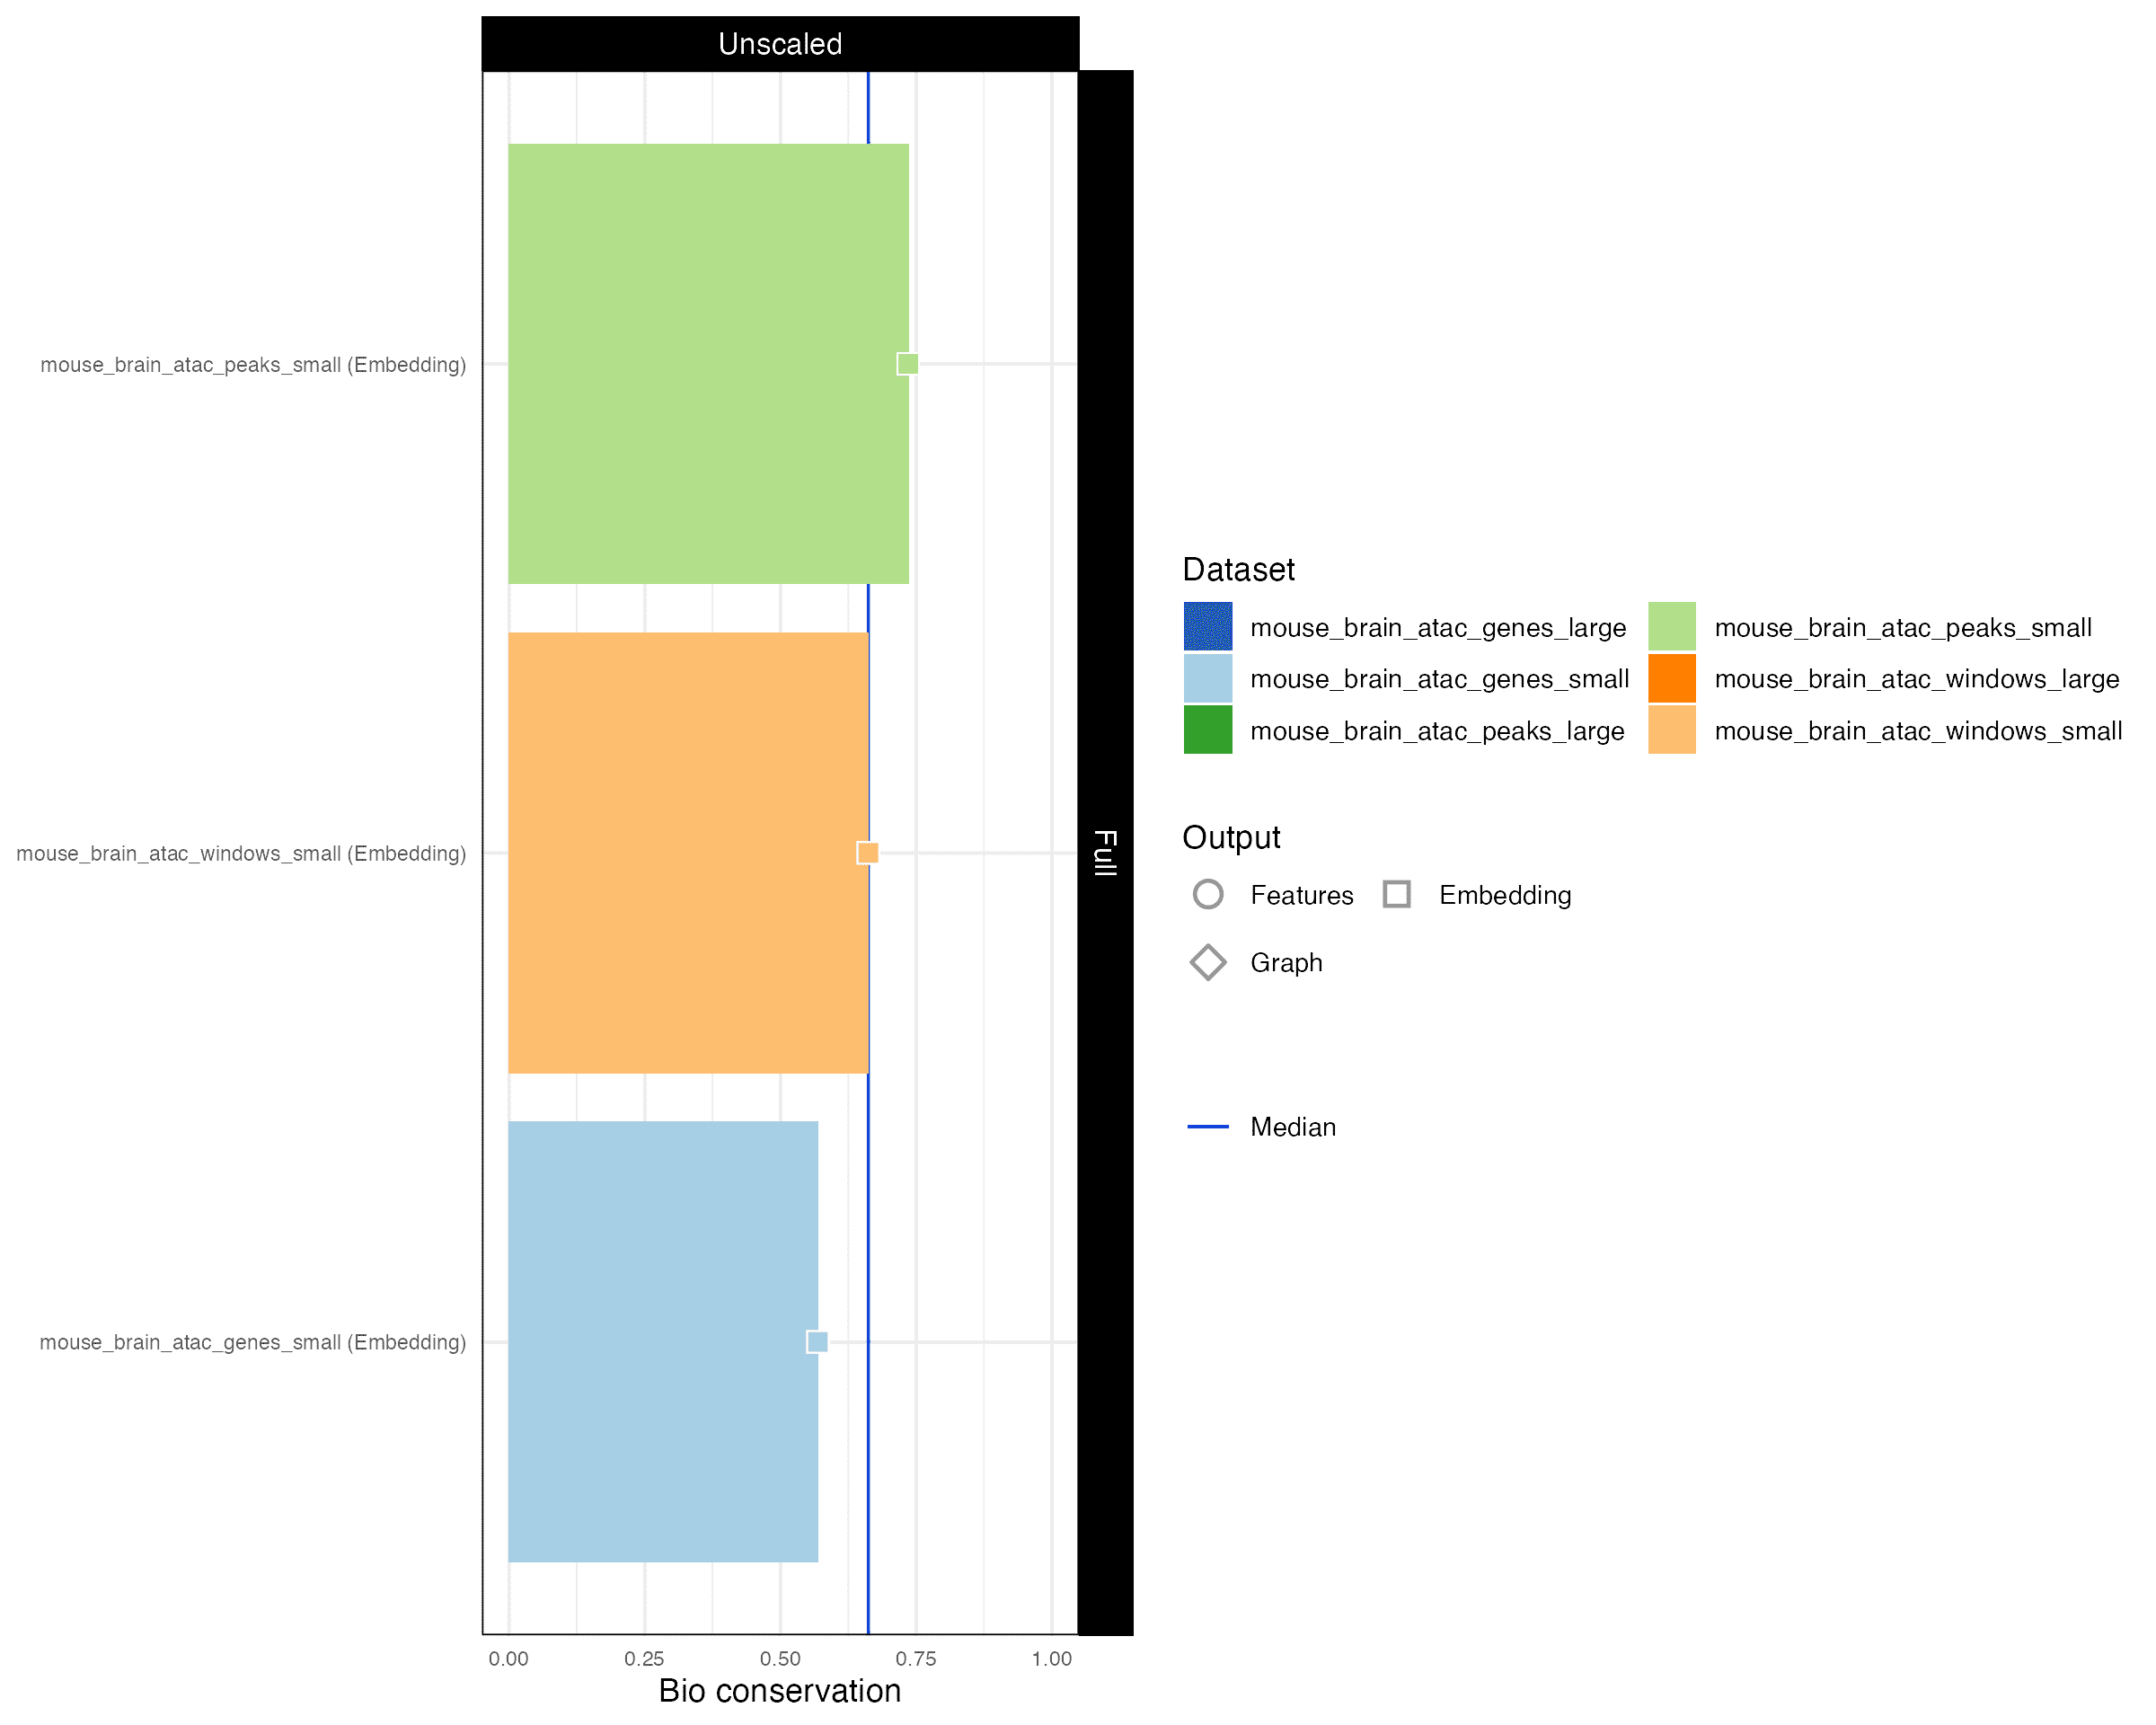 Unscaled
mouse_brain_atac_peaks_small (Embedding)
mouse_brain_atac_windows_small (Embedding)
mouse_brain_atac_genes_small (Embedding)
Full
0.00 0.25 0.50 0.75 1.00
Bio conservation
Dataset
mouse_brain_atac_genes_large mouse_brain_atac_peaks_small
mouse_brain_atac_genes_small mouse_brain_atac_windows_large
mouse_brain_atac_peaks_large mouse_brain_atac_windows_small
Output
Features Embedding
Graph
Median